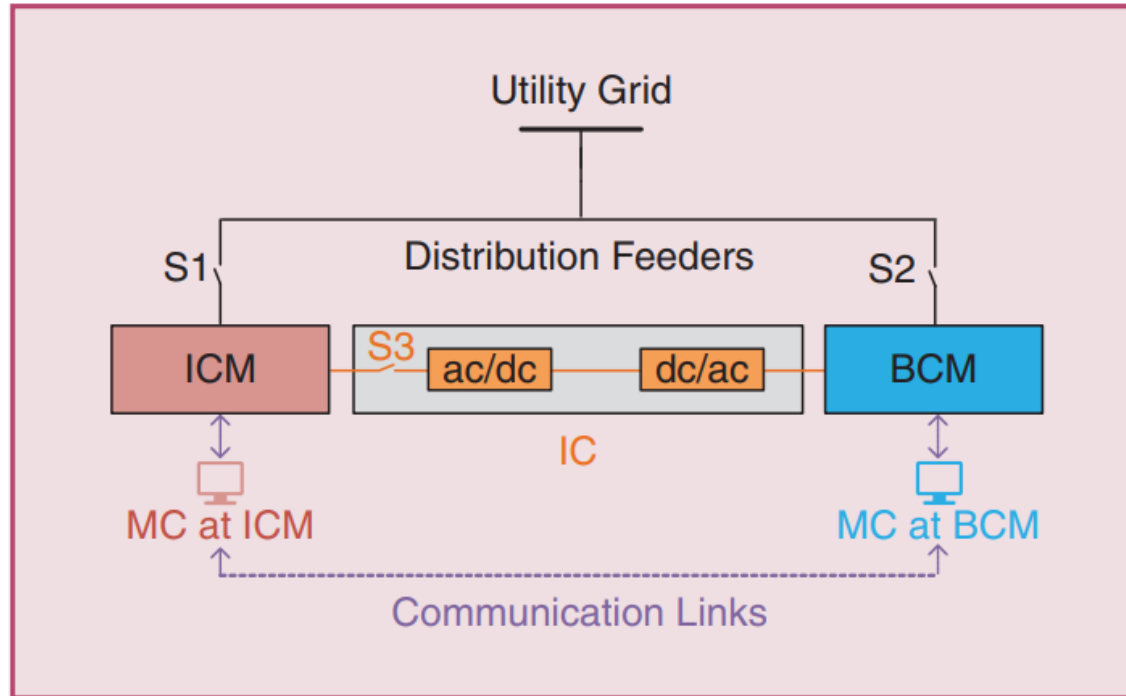 Utility Grid
Distribution Feeders
S1
S2
ICM
S3
ac/dc
dc/ac
BCM
IC
MC at ICM
MC at BCM
Communication Links